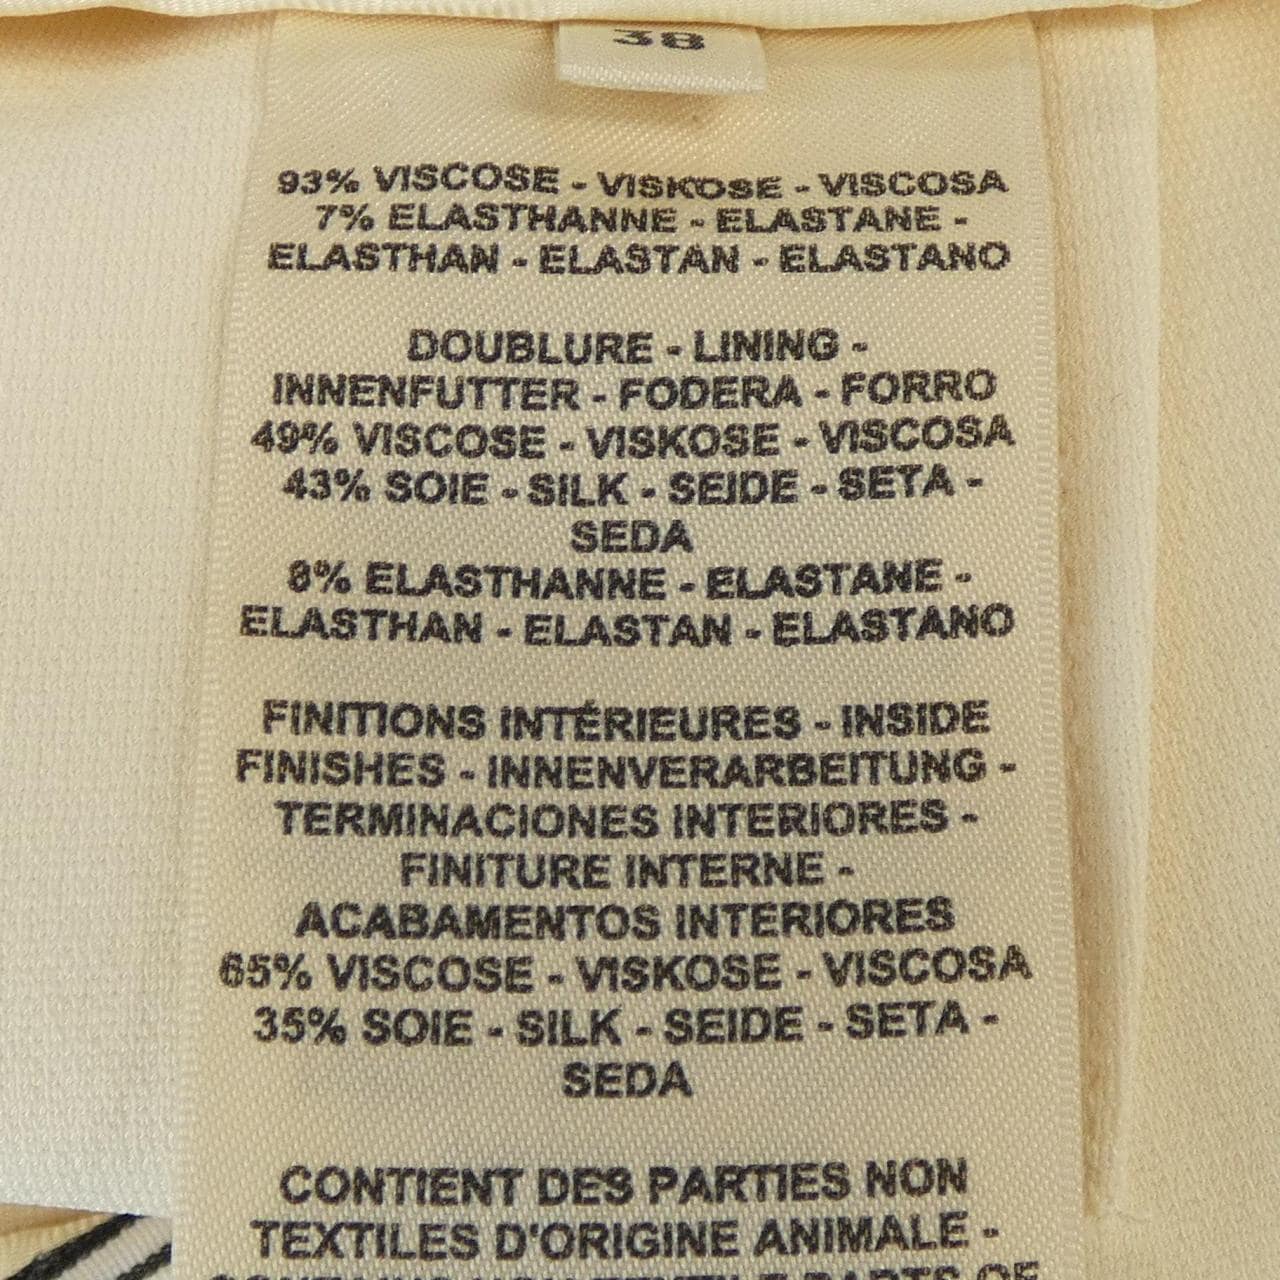 38
93% VISCOSE - VISKOSE - VISCOSA
7% ELASTHANNE - ELASTANE -
ELASTHAN - ELASTAN - ELASTANO
DOUBLURE - LINING -
INNENFUTTER - FODERA - FORRO
49% VISCOSE - VISKOSE - VISCOSA
43% SOIE - SILK - SEIDE - SETA -
SEDA
8% ELASTHANNE - ELASTANE -
ELASTHAN - ELASTAN - ELASTANO
FINITIONS INTÉRIEURES - INSIDE
FINISHES - INNENVERARBEITUNG -
TERMINACIONES INTERIORES -
FINITURE INTERNE -
ACABAMENTOS INTERIORES
65% VISCOSE - VISKOSE - VISCOSA
35% SOIE - SILK - SEIDE - SETA -
SEDA
CONTIENT DES PARTIES NON
TEXTILES D'ORIGINE ANIMALE -
PARTS OF